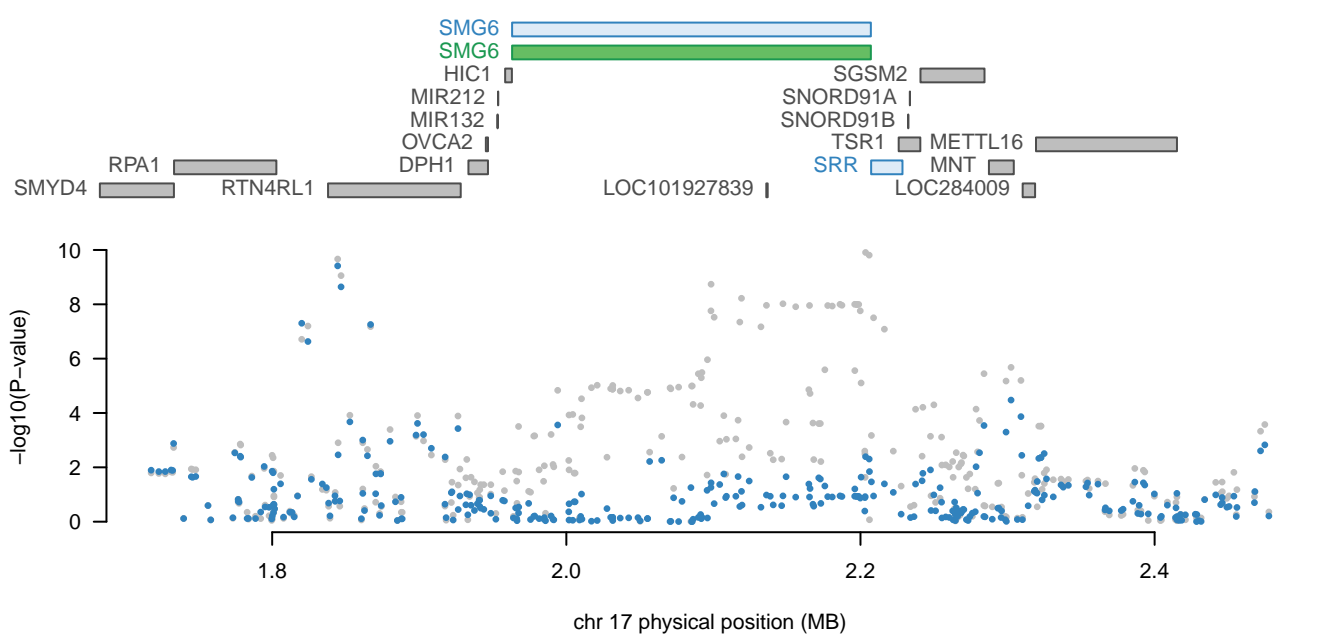 SMG6
SMG6
HIC1 SGSM2
MIR212 SNORD91A
MIR132 SNORD91B
OVCA2 TSR1 METTL16
RPA1 DPH1 SRR MNT
SMYD4 RTN4RL1 LOC101927839 LOC284009
10
8
6
4
2
0
−log10(P−value)
1.8 2.0 2.2 2.4
chr 17 physical position (MB)